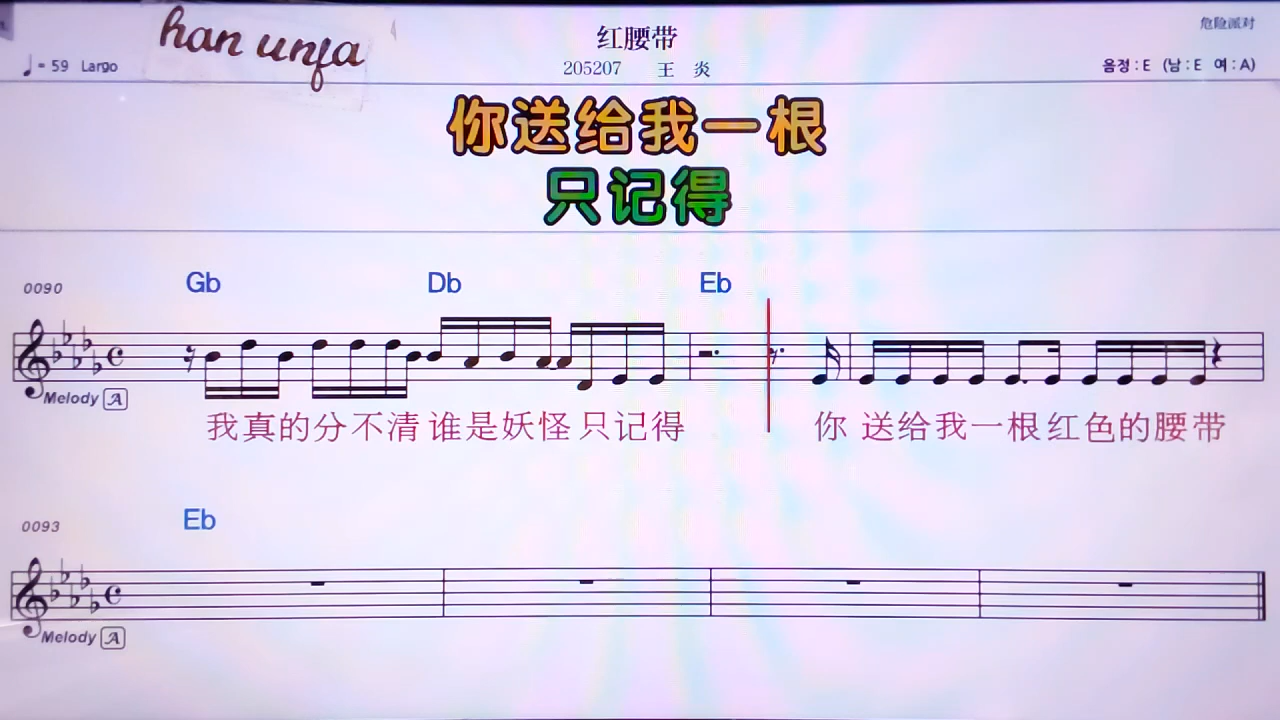 han unfa
红腰带
危险派对
♩= 59 Largo
205207 王 炎
음정 : E (남 : E 여 : A)
你送给我一根
只记得
0090
Gb Db Eb
Melody A
我真的分不清谁是妖怪只记得 你送给我一根红色的腰带
0093
Eb
Melody A